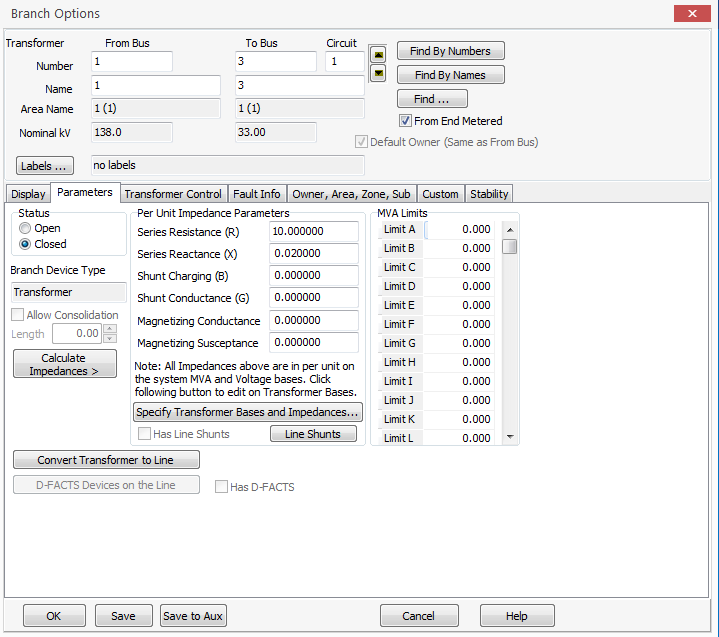 Branch Options
Transformer From Bus To Bus Circuit
Number 1 3 1 Find By Numbers
Name 1 3 Find By Names
Area Name 1 (1) 1 (1) Find ...
From End Metered
Nominal kV 138.0 33.00
Default Owner (Same as From Bus)
Labels ... no labels
Display Parameters Transformer Control Fault Info Owner, Area, Zone, Sub Custom Stability
Status
Open
Closed
Branch Device Type
Transformer
Allow Consolidation
Length 0.00
Calculate
Impedances >
Per Unit Impedance Parameters
Series Resistance (R) 10.000000
Series Reactance (X) 0.020000
Shunt Charging (B) 0.000000
Shunt Conductance (G) 0.000000
Magnetizing Conductance 0.000000
Magnetizing Susceptance 0.000000
Note: All Impedances above are in per unit on
the system MVA and Voltage bases. Click
following button to edit on Transformer Bases.
Specify Transformer Bases and Impedances...
Has Line Shunts Line Shunts
MVA Limits
Limit A 0.000
Limit B 0.000
Limit C 0.000
Limit D 0.000
Limit E 0.000
Limit F 0.000
Limit G 0.000
Limit H 0.000
Limit I 0.000
Limit J 0.000
Limit K 0.000
Limit L 0.000
Convert Transformer to Line
D-FACTS Devices on the Line Has D-FACTS
OK Save Save to Aux Cancel Help